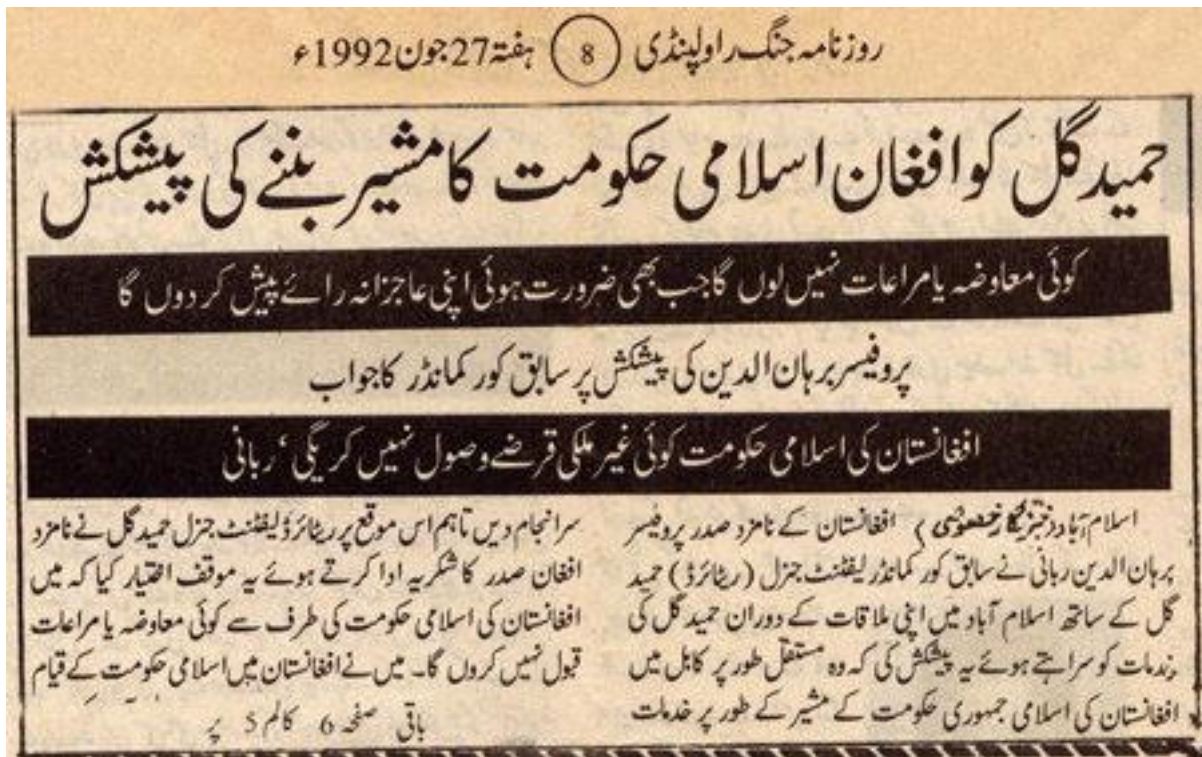 روزنامہ جنگ راولپنڈی 8 ہفتہ 27 جون 1992ء
حمید گل کو افغان اسلامی حکومت کا مشیر بننے کی پیشکش
کوئی معاوضہ یا مراعات نہیں لوں گا جب بھی ضرورت ہوئی اپنی عاجزانہ رائے پیش کر دوں گا
پروفیسر برہان الدین کی پیشکش پر سابق کور کمانڈر کا جواب
افغانستان کی اسلامی حکومت کوئی غیر ملکی قرضے وصول نہیں کریگی ‘ ربانی
اسلام آباد (خبرنگار خصوصی) افغانستان کے نامزد صدر پروفیسر
برہان الدین ربانی نے سابق کور کمانڈر لیفٹننٹ جنرل (ریٹائرڈ) حمید
گل کے ساتھ اسلام آباد میں اپنی ملاقات کے دوران حمید گل کی
خدمات کو سراہتے ہوئے یہ پیشکش کی کہ وہ مستقل طور پر کابل میں
افغانستان کی اسلامی جمہوری حکومت کے مشیر کے طور پر خدمات
سرانجام دیں تاہم اس موقع پر ریٹائرڈ لیفٹننٹ جنرل حمید گل نے نامزد
افغان صدر کا شکریہ ادا کرتے ہوئے یہ موقف اختیار کیا کہ میں
افغانستان کی اسلامی حکومت کی طرف سے کوئی معاوضہ یا مراعات
قبول نہیں کروں گا۔ میں نے افغانستان میں اسلامی حکومت کے قیام
باقی صفحہ 6 کالم 5 پر